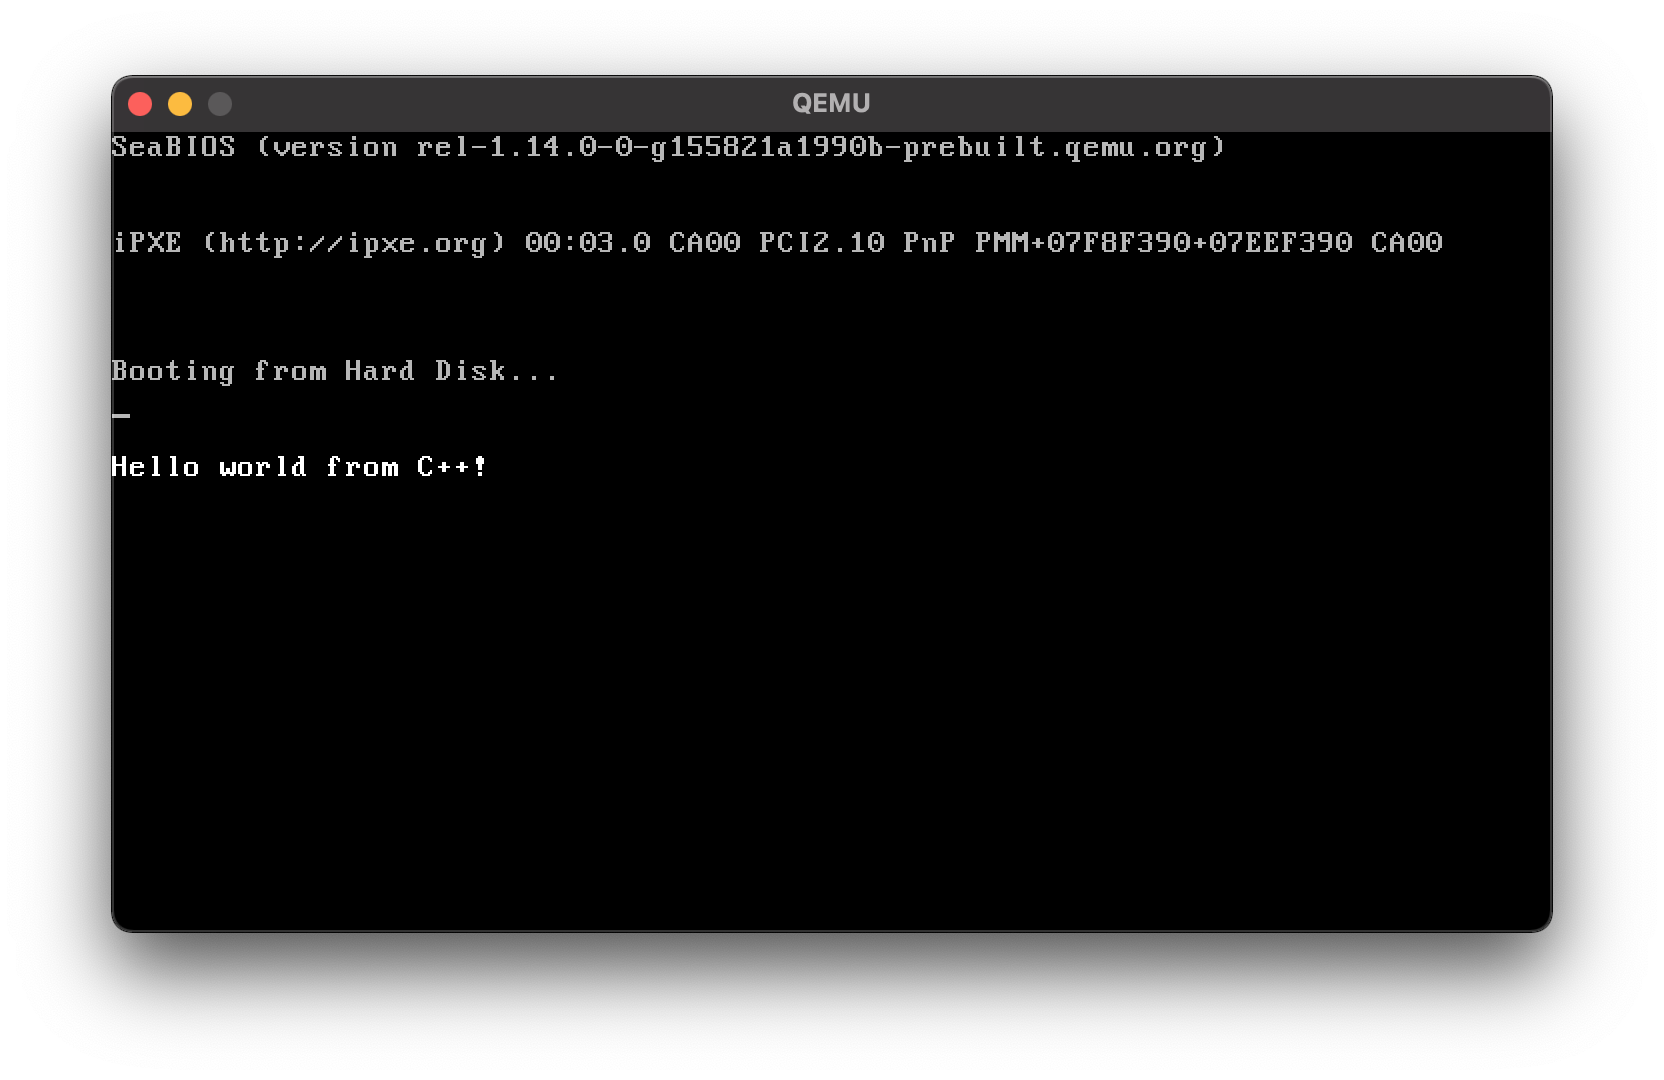 QEMU
SeaBIOS (version rel-1.14.0-0-g155821a1990b-prebuilt.qemu.org)
iPXE (http://ipxe.org) 00:03.0 CA00 PCI2.10 PnP PMM+07F8F390+07EEF390 CA00
Booting from Hard Disk...
_
Hello world from C++!